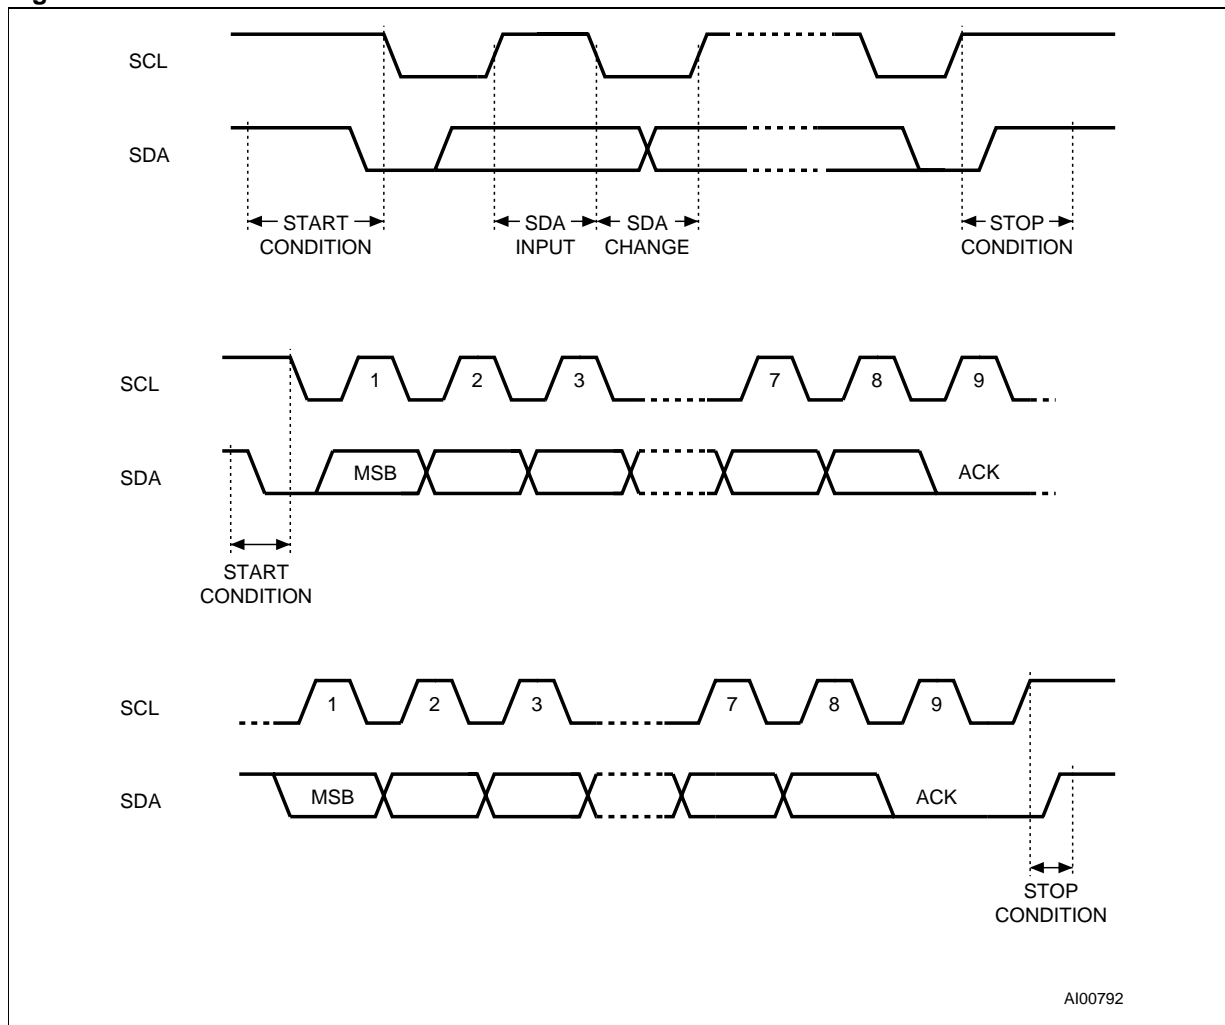 SCL
SDA
START
CONDITION
SDA
INPUT
SDA
CHANGE
STOP
CONDITION
SCL
1 2 3 7 8 9
SDA
MSB
ACK
START
CONDITION
SCL
1 2 3 7 8 9
SDA
MSB
ACK
STOP
CONDITION
AI00792